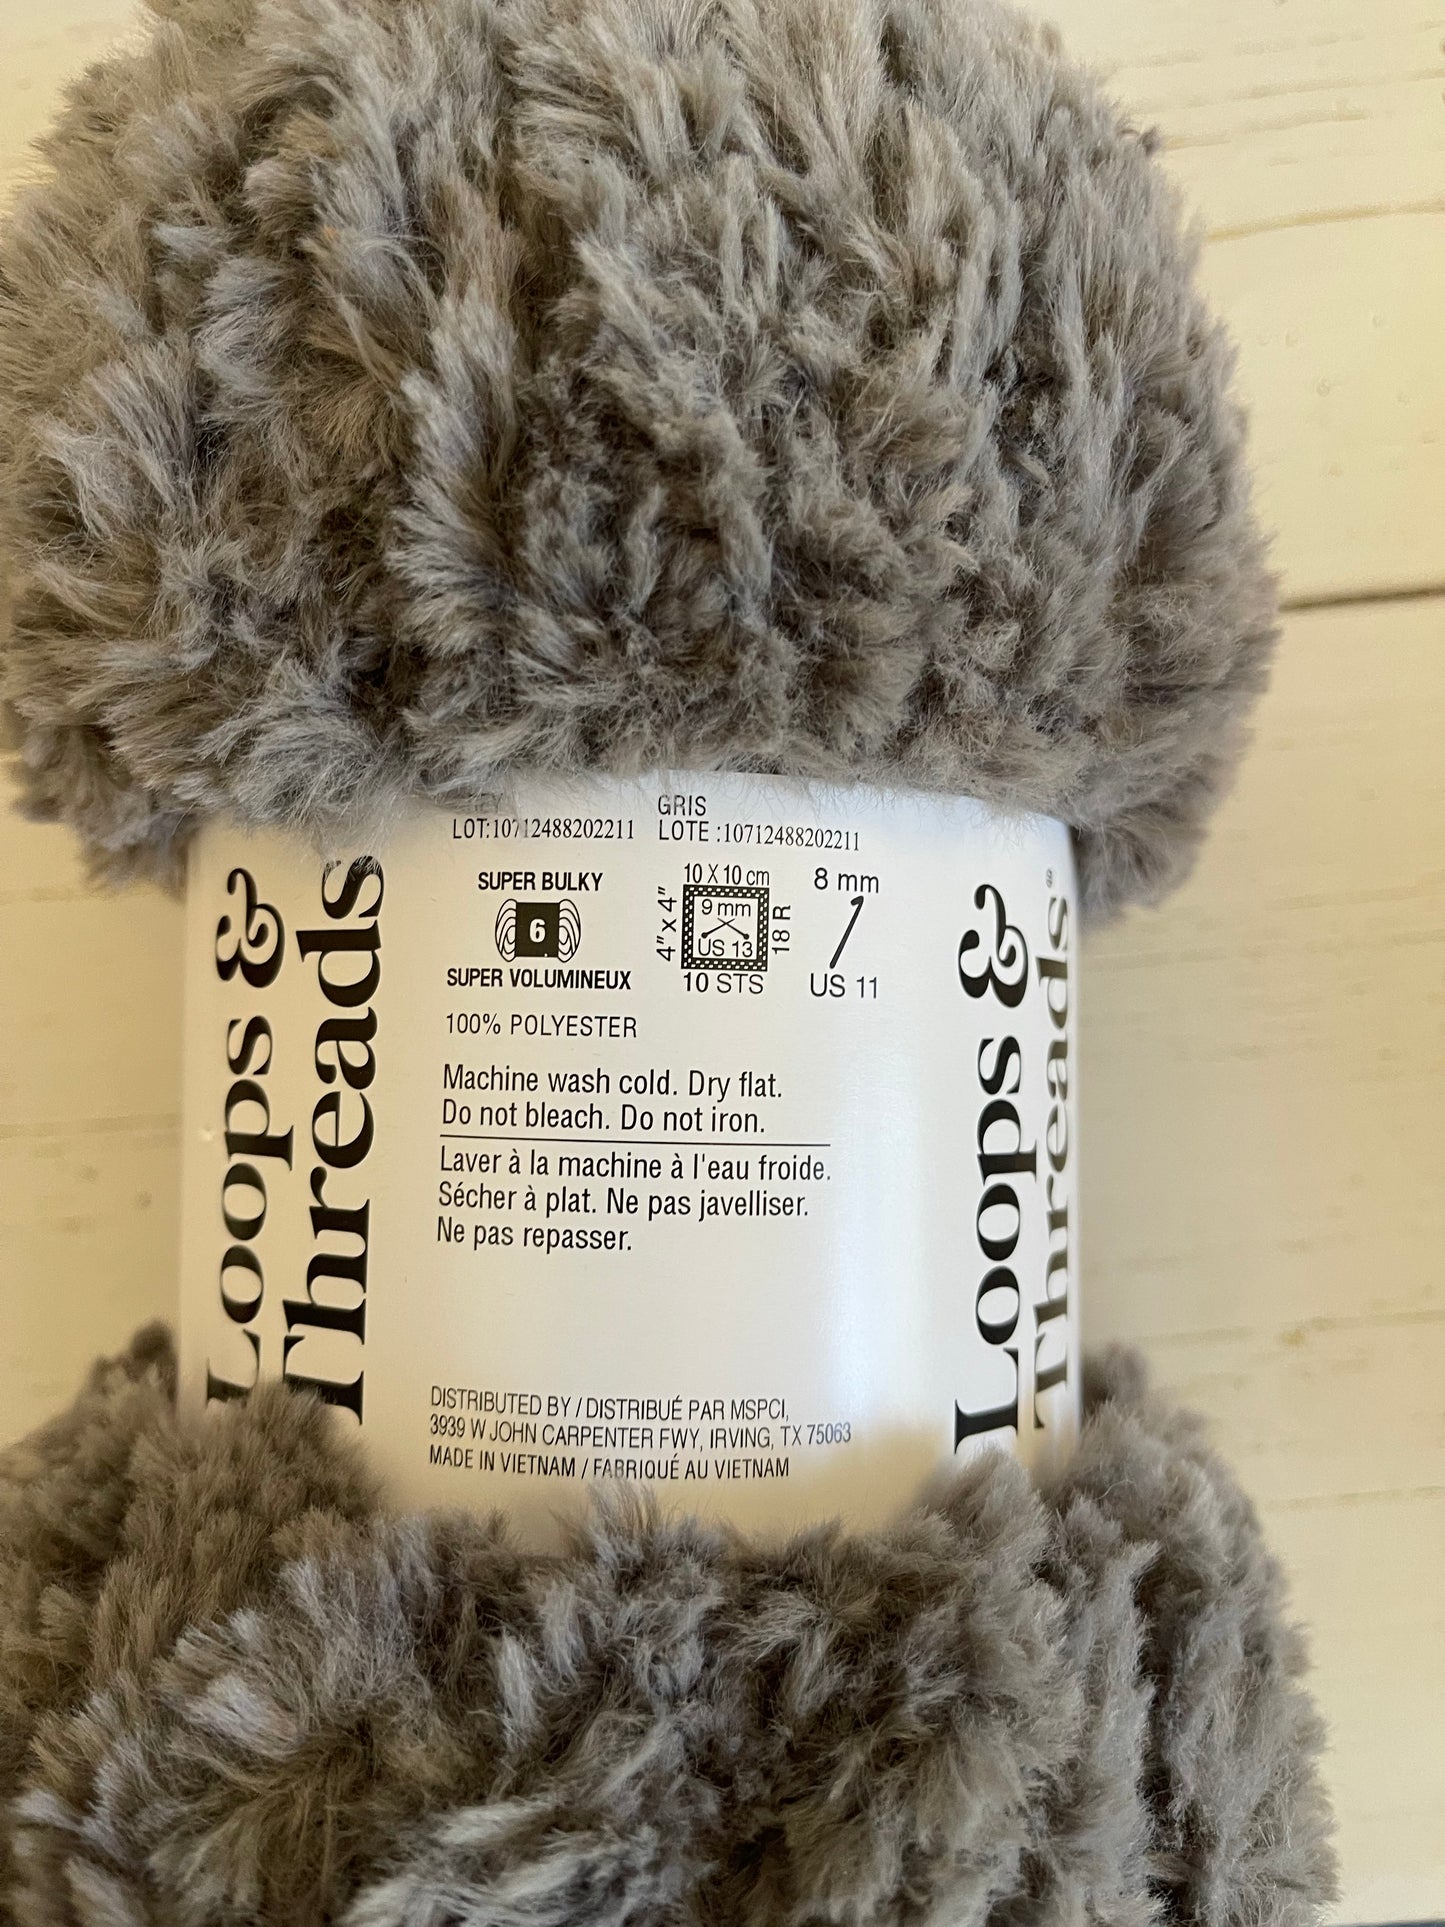 GRIS
LOT:10712488202211 LOTE :10712488202211
SUPER BULKY
6
SUPER VOLUMINEUX
10 X 10 cm
4" x 4"
9 mm
US 13
18 R
10 STS
8 mm
US 11
100% POLYESTER
Machine wash cold. Dry flat.
Do not bleach. Do not iron.
Laver à la machine à l'eau froide.
Sécher à plat. Ne pas javelliser.
Ne pas repasser.
DISTRIBUTED BY / DISTRIBUÉ PAR MSPCI,
3939 W JOHN CARPENTER FWY, IRVING, TX 75063
MADE IN VIETNAM / FABRIQUÉ AU VIETNAM
Loops &
Threads
Loops &
Threads®